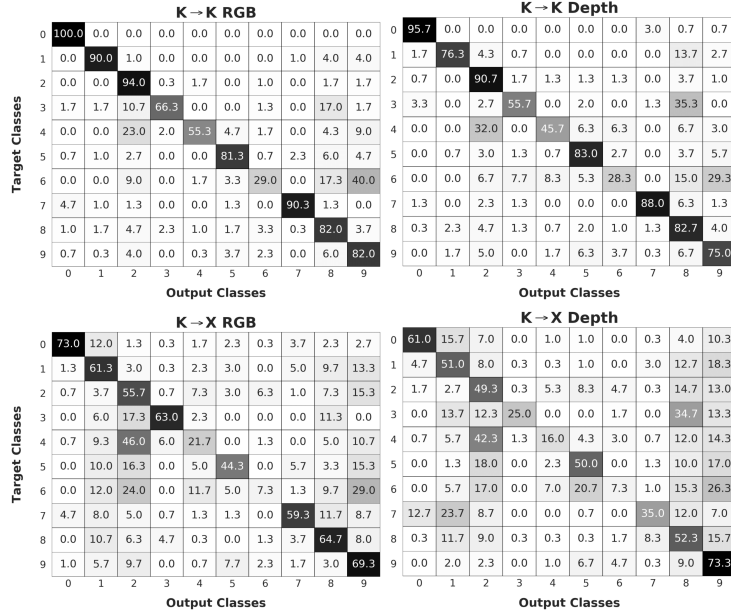 K→K RGB
0 100.0 0.0 0.0 0.0 0.0 0.0 0.0 0.0 0.0 0.0
1 0.0 90.0 1.0 0.0 0.0 0.0 0.0 1.0 4.0 4.0
2 0.0 0.0 94.0 0.3 1.7 0.0 1.0 0.0 1.7 1.7
3 1.7 1.7 10.7 66.3 0.0 0.0 1.3 0.0 17.0 1.7
4 0.0 0.0 23.0 2.0 55.3 4.7 1.7 0.0 4.3 9.0
5 0.7 1.0 2.7 0.0 0.0 81.3 0.7 2.3 6.0 4.7
6 0.0 0.0 9.0 0.0 1.7 3.3 29.0 0.0 17.3 40.0
7 4.7 1.3 1.0 0.0 0.0 0.0 0.0 90.3 1.3 1.3
8 1.0 1.7 4.7 2.3 1.0 1.7 3.3 0.3 82.0 3.7
9 0.7 0.3 4.0 0.0 0.3 3.7 2.3 0.0 6.0 82.0
0 1 2 3 4 5 6 7 8 9
Output Classes
Target Classes
K→K Depth
0 95.7 0.0 0.0 0.0 0.0 0.0 0.0 3.0 0.7 0.7
1 1.7 76.3 4.3 0.7 0.0 0.0 0.0 0.7 13.7 2.7
2 0.7 0.0 90.7 1.7 1.3 1.3 1.3 0.0 3.7 1.0
3 3.3 0.0 2.7 55.7 0.0 2.0 0.0 1.3 35.3 0.0
4 0.0 0.0 32.0 0.0 45.7 6.3 6.3 0.0 6.7 3.0
5 0.0 0.7 3.0 1.3 0.7 83.0 2.7 0.0 3.7 5.7
6 0.0 0.0 6.7 7.7 8.3 5.3 28.3 0.0 15.0 29.3
7 1.3 0.0 2.3 0.0 0.0 0.7 0.0 88.0 6.3 1.3
8 0.3 2.3 4.7 1.3 0.7 2.0 1.0 1.3 82.7 4.0
9 0.0 1.7 5.0 0.0 1.7 6.3 3.7 0.3 6.7 75.0
0 1 2 3 4 5 6 7 8 9
Output Classes
K→X RGB
0 73.0 12.0 1.3 0.3 1.7 2.3 0.3 3.7 2.3 2.7
1 1.3 61.3 3.0 0.3 2.3 3.0 0.0 5.0 9.7 13.3
2 0.7 3.7 55.7 0.7 7.3 3.0 6.3 1.0 7.3 15.3
3 0.0 6.0 17.3 63.0 2.3 0.0 0.0 0.0 11.3 0.0
4 0.7 9.3 46.0 6.0 21.7 0.0 1.3 0.0 5.0 10.7
5 0.0 10.0 16.3 0.0 5.0 44.3 0.0 5.7 3.3 15.3
6 0.0 12.0 24.0 0.0 11.7 5.0 7.3 1.3 9.7 29.0
7 4.7 8.0 5.0 0.7 1.3 1.3 0.0 59.3 11.7 8.7
8 0.0 10.7 6.3 4.7 0.3 0.0 1.3 3.7 64.7 8.0
9 1.0 5.7 9.7 0.0 0.7 7.7 2.3 1.7 3.0 69.3
0 1 2 3 4 5 6 7 8 9
Output Classes
Target Classes
K→X Depth
0 61.0 15.7 7.0 0.0 1.0 1.0 0.0 0.3 4.0 10.3
1 4.7 51.0 8.0 0.3 0.3 1.0 0.0 3.0 12.7 18.3
2 1.7 2.7 49.3 0.3 5.3 8.3 4.7 0.3 14.7 13.0
3 0.0 13.7 12.3 25.0 0.0 0.0 1.7 0.0 34.7 13.3
4 0.7 5.7 42.3 1.3 16.0 4.3 3.0 0.7 12.0 14.3
5 0.0 1.3 18.0 0.0 2.3 50.0 0.0 1.3 10.0 17.0
6 0.0 5.7 17.0 0.0 7.0 20.7 7.3 1.0 15.3 26.3
7 12.7 23.7 8.7 0.0 0.0 0.7 0.0 35.0 12.0 7.0
8 0.3 11.7 9.0 0.3 0.3 0.3 1.7 8.3 52.3 15.7
9 0.0 2.0 2.3 0.0 1.0 6.7 4.7 0.3 9.0 73.3
0 1 2 3 4 5 6 7 8 9
Output Classes